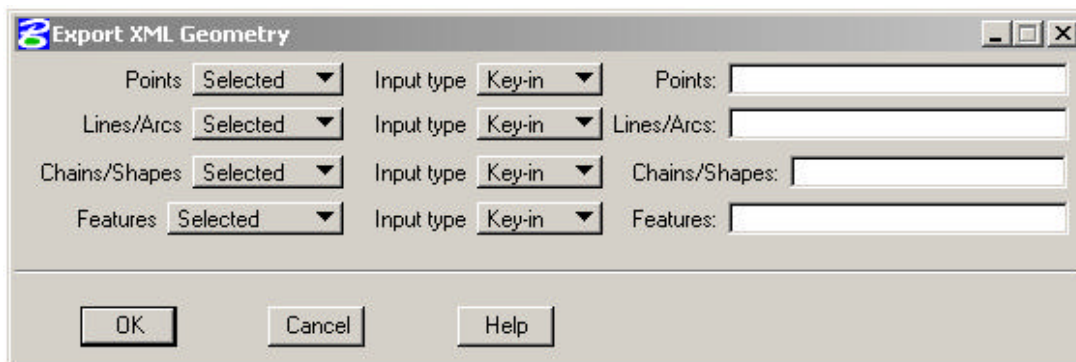 Export XML Geometry
Points Selected Input type Key-in Points:
Lines/Arcs Selected Input type Key-in Lines/Arcs:
Chains/Shapes Selected Input type Key-in Chains/Shapes:
Features Selected Input type Key-in Features:
OK Cancel Help